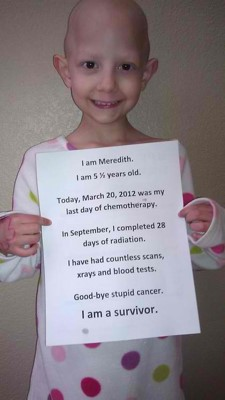 I am Meredith.
I am 5 ½ years old.
Today, March 20, 2012 was my
last day of chemotherapy.
In September, I completed 28
days of radiation.
I have had countless scans,
xrays and blood tests.
Good-bye stupid cancer.
I am a survivor.